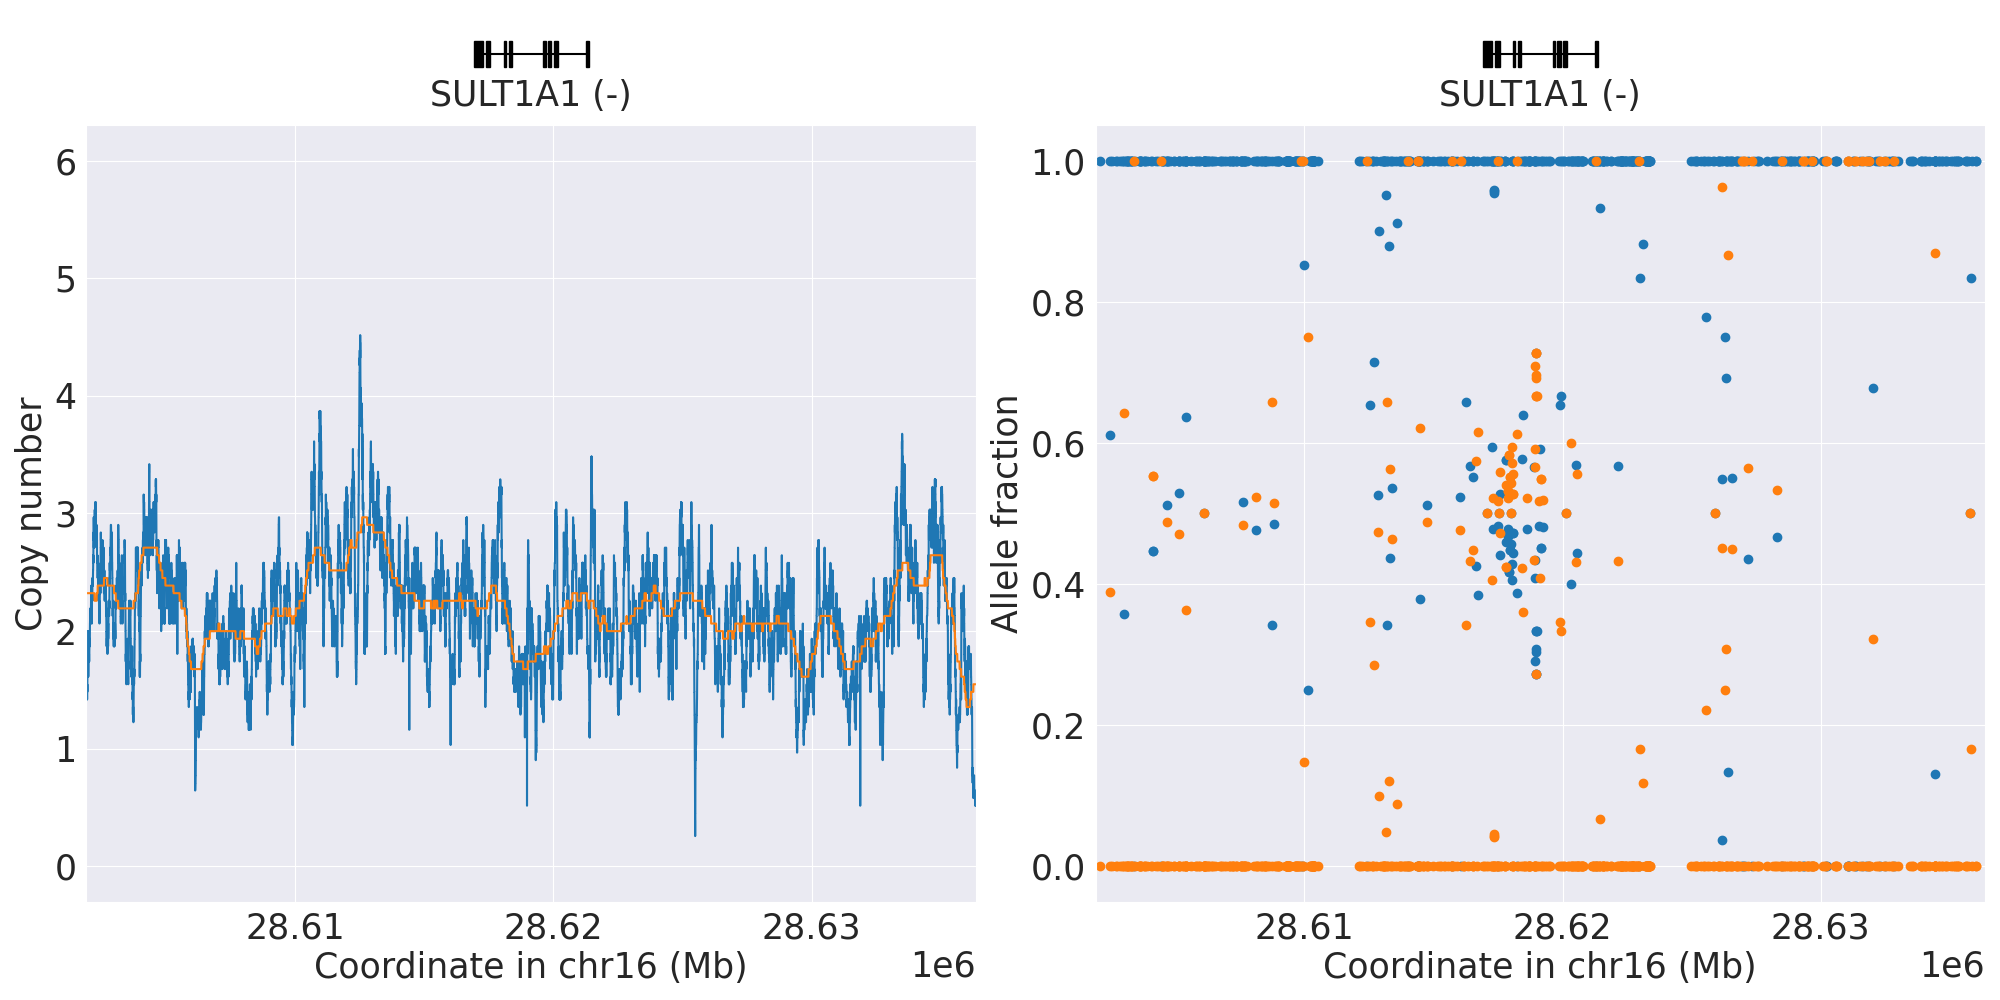 SULT1A1 (-)
6
5
4
3
2
1
0
Copy number
28.61
28.62
28.63
Coordinate in chr16 (Mb)
1e6
SULT1A1 (-)
1.0
0.8
0.6
0.4
0.2
0.0
Allele fraction
28.61
28.62
28.63
Coordinate in chr16 (Mb)
1e6